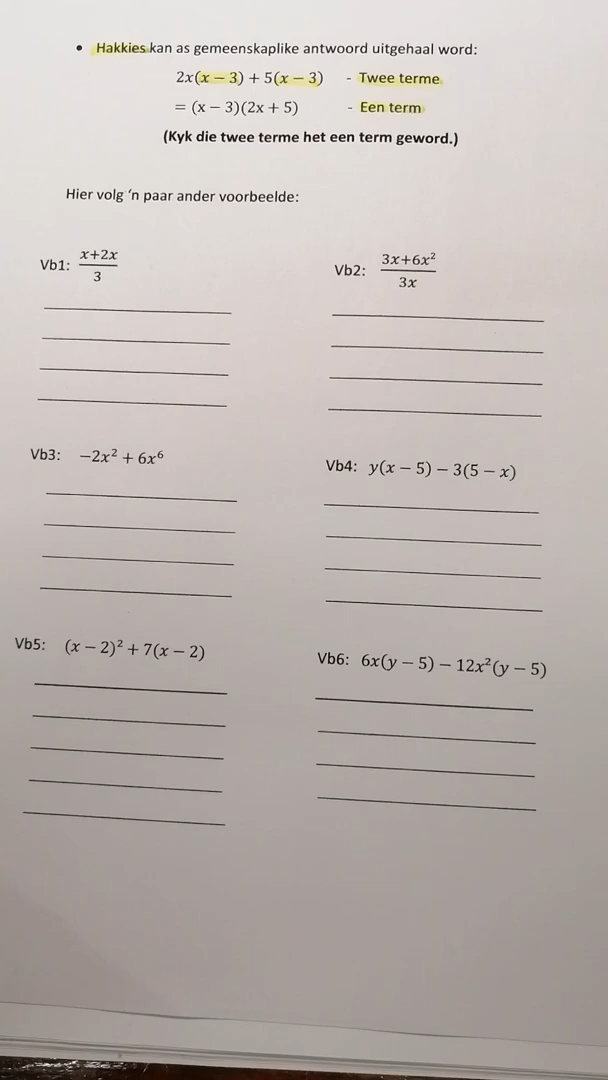 • Hakkies kan as gemeenskaplike antwoord uitgehaal word:
2x(x − 3) + 5(x − 3) - Twee terme
= (x − 3)(2x + 5) - Een term
(Kyk die twee terme het een term geword.)
Hier volg ‘n paar ander voorbeelde:
Vb1: x+2x
3
Vb2: 3x+6x²
3x
Vb3: −2x² + 6x⁶
Vb4: y(x − 5) − 3(5 − x)
Vb5: (x − 2)² + 7(x − 2)
Vb6: 6x(y − 5) − 12x²(y − 5)